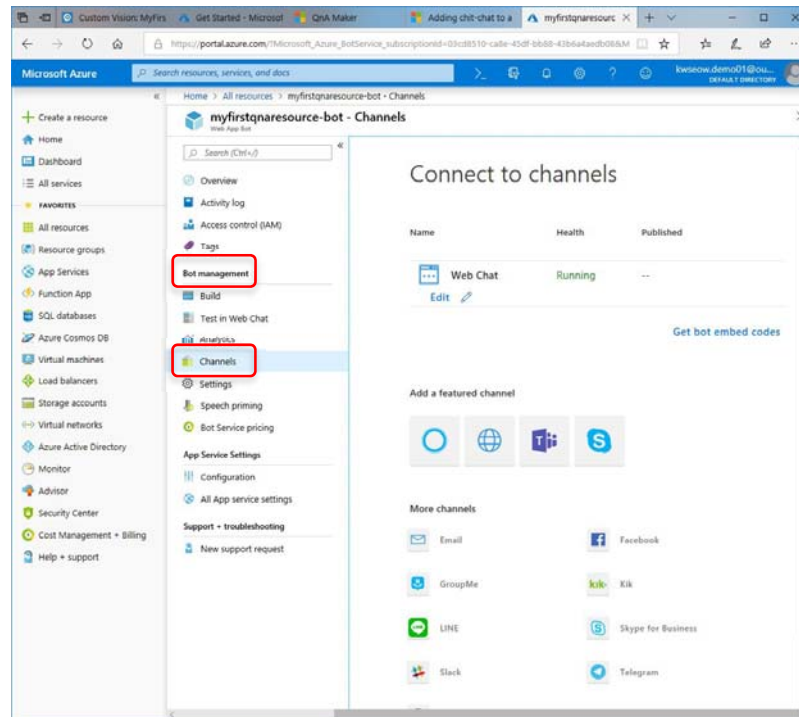 Custom Vision: MyFirs
Get Started - Microsof
QnA Maker
Adding chit-chat to a
myfirstqnaresourc
https://portal.azure.com/?Microsoft_Azure_BotService_subscriptionId=03cd8510-ca8e-45df-bb88-43b6a4aedb08&M
Microsoft Azure
Search resources, services, and docs
kwseow.demo01@ou...
DEFAULT DIRECTORY
Create a resource
Home
Dashboard
All services
FAVORITES
All resources
Resource groups
App Services
Function App
SQL databases
Azure Cosmos DB
Virtual machines
Load balancers
Storage accounts
Virtual networks
Azure Active Directory
Monitor
Advisor
Security Center
Cost Management + Billing
Help + support
Home > All resources > myfirstqnaresource-bot - Channels
myfirstqnaresource-bot - Channels
Web App Bot
Search (Ctrl+/)
Overview
Activity log
Access control (IAM)
Tags
Bot management
Build
Test in Web Chat
Analytics
Channels
Settings
Speech priming
Bot Service pricing
App Service Settings
Configuration
All App service settings
Support + troubleshooting
New support request
Connect to channels
Name Health Published
Web Chat Running --
Edit
Get bot embed codes
Add a featured channel
More channels
Email Facebook
GroupMe kik· Kik
LINE Skype for Business
Slack Telegram